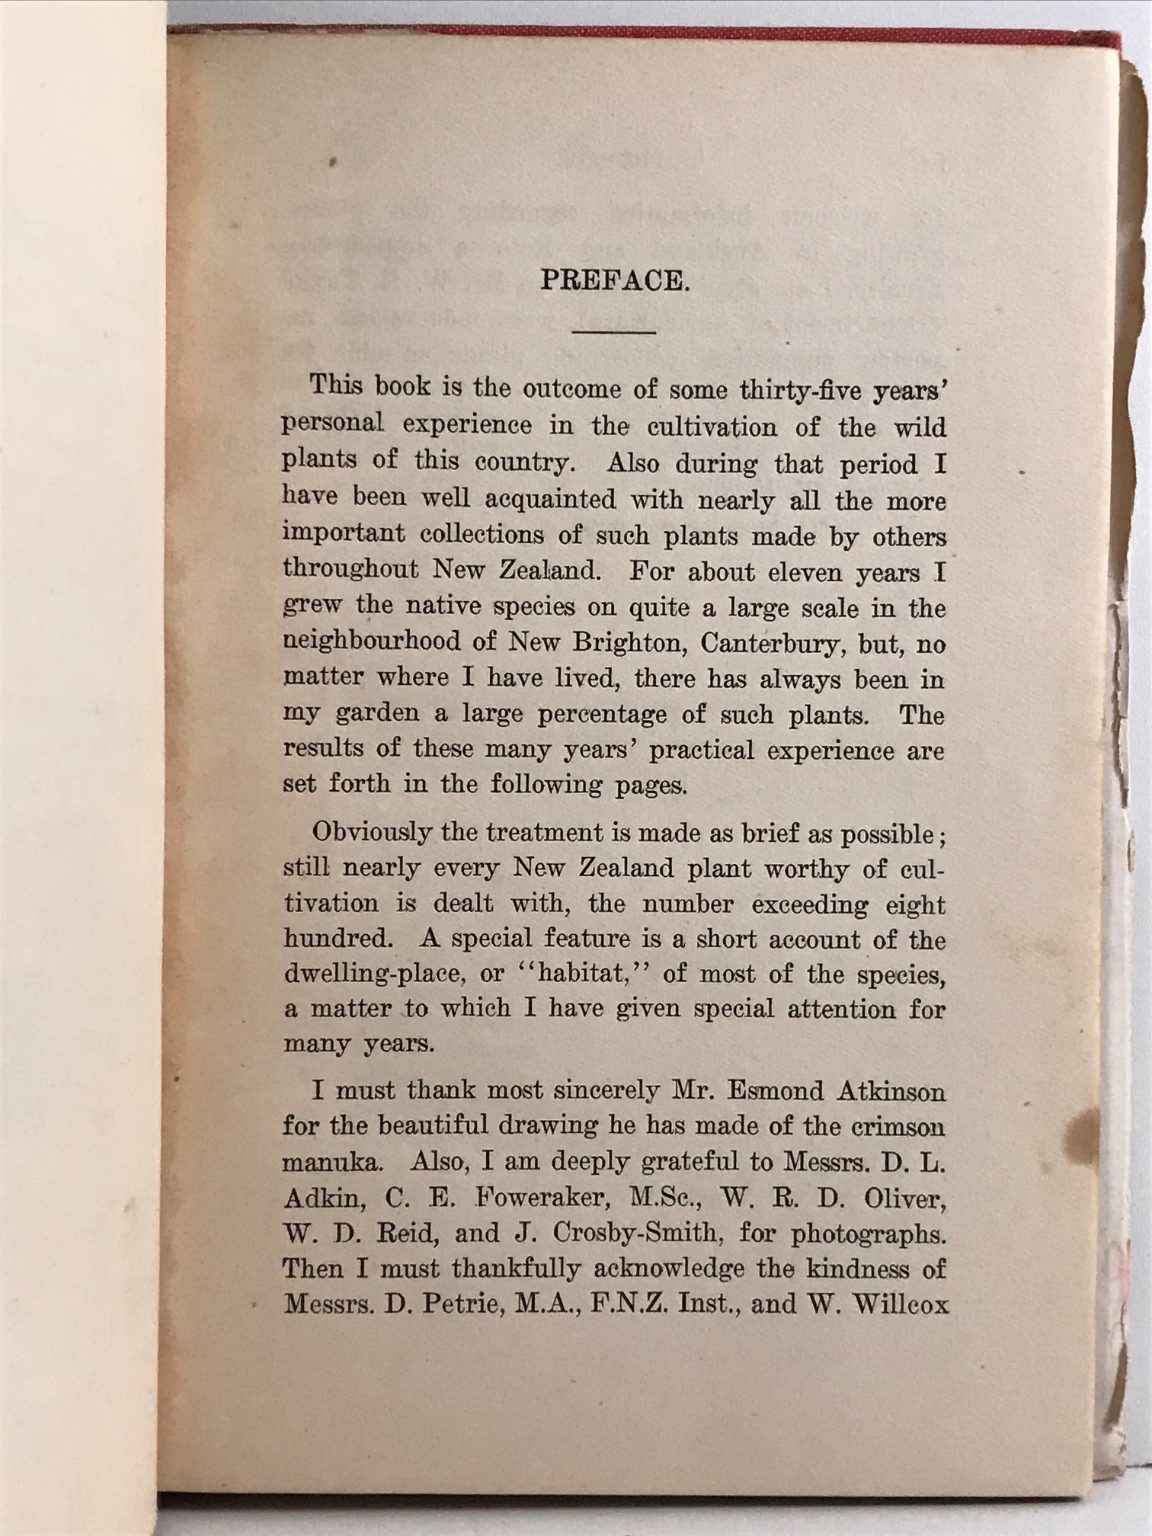 PREFACE.
This book is the outcome of some thirty-five years’
personal experience in the cultivation of the wild
plants of this country. Also during that period I
have been well acquainted with nearly all the more
important collections of such plants made by others
throughout New Zealand. For about eleven years I
grew the native species on quite a large scale in the
neighbourhood of New Brighton, Canterbury, but, no
matter where I have lived, there has always been in
my garden a large percentage of such plants. The
results of these many years’ practical experience are
set forth in the following pages.
Obviously the treatment is made as brief as possible;
still nearly every New Zealand plant worthy of cul-
tivation is dealt with, the number exceeding eight
hundred. A special feature is a short account of the
dwelling-place, or “habitat,” of most of the species,
a matter to which I have given special attention for
many years.
I must thank most sincerely Mr. Esmond Atkinson
for the beautiful drawing he has made of the crimson
manuka. Also, I am deeply grateful to Messrs. D. L.
Adkin, C. E. Foweraker, M.Sc., W. R. D. Oliver,
W. D. Reid, and J. Crosby-Smith, for photographs.
Then I must thankfully acknowledge the kindness of
Messrs. D. Petrie, M.A., F.N.Z. Inst., and W. Willcox